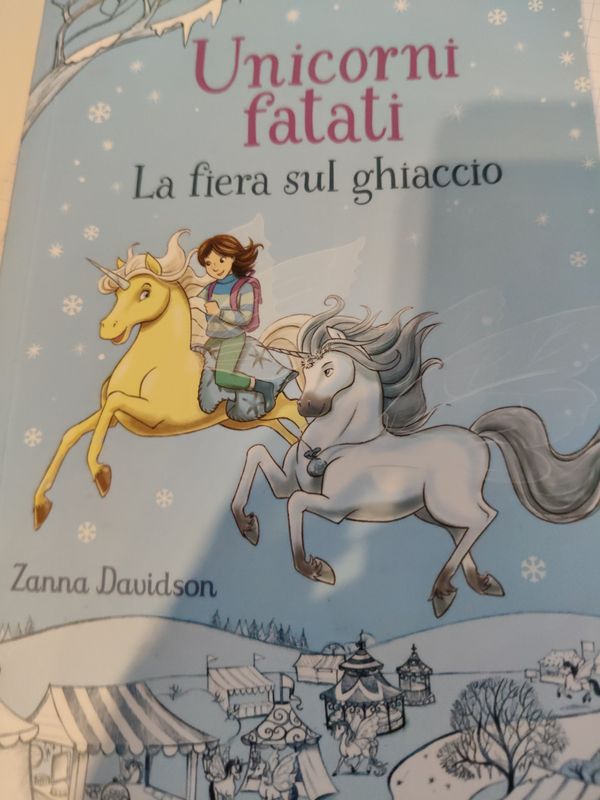 Unicorni
fatati
La fiera sul ghiaccio
Zanna Davidson